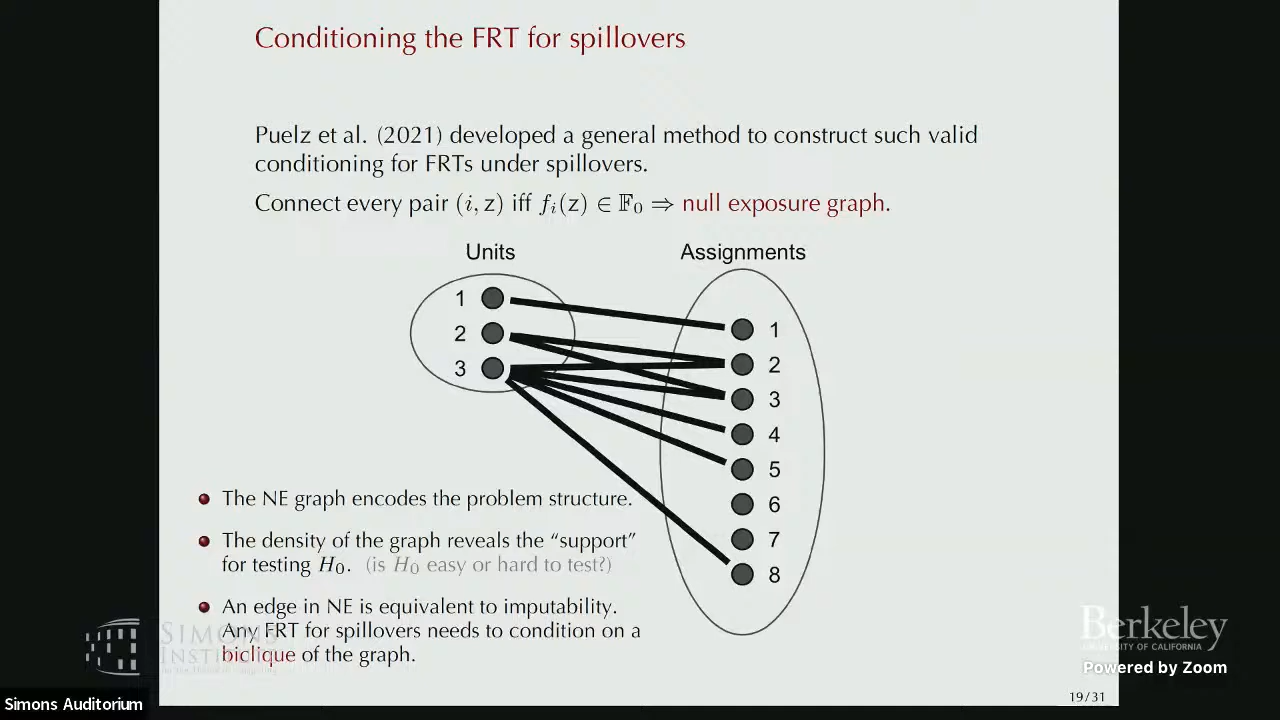 Conditioning the FRT for spillovers
Puelz et al. (2021) developed a general method to construct such valid
conditioning for FRTs under spillovers.
Connect every pair (i, z) iff f_i(z) ∈ 𝔽_0 ⇒ null exposure graph.
Units
Assignments
1
2
3
1
2
3
4
5
6
7
8
The NE graph encodes the problem structure.
The density of the graph reveals the “support”
for testing H_0. (is H_0 easy or hard to test?)
An edge in NE is equivalent to imputability.
Any FRT for spillovers needs to condition on a
biclique of the graph.
SIMONS
INSTITUTE
Berkeley
UNIVERSITY OF CALIFORNIA
Powered by Zoom
19/31
Simons Auditorium